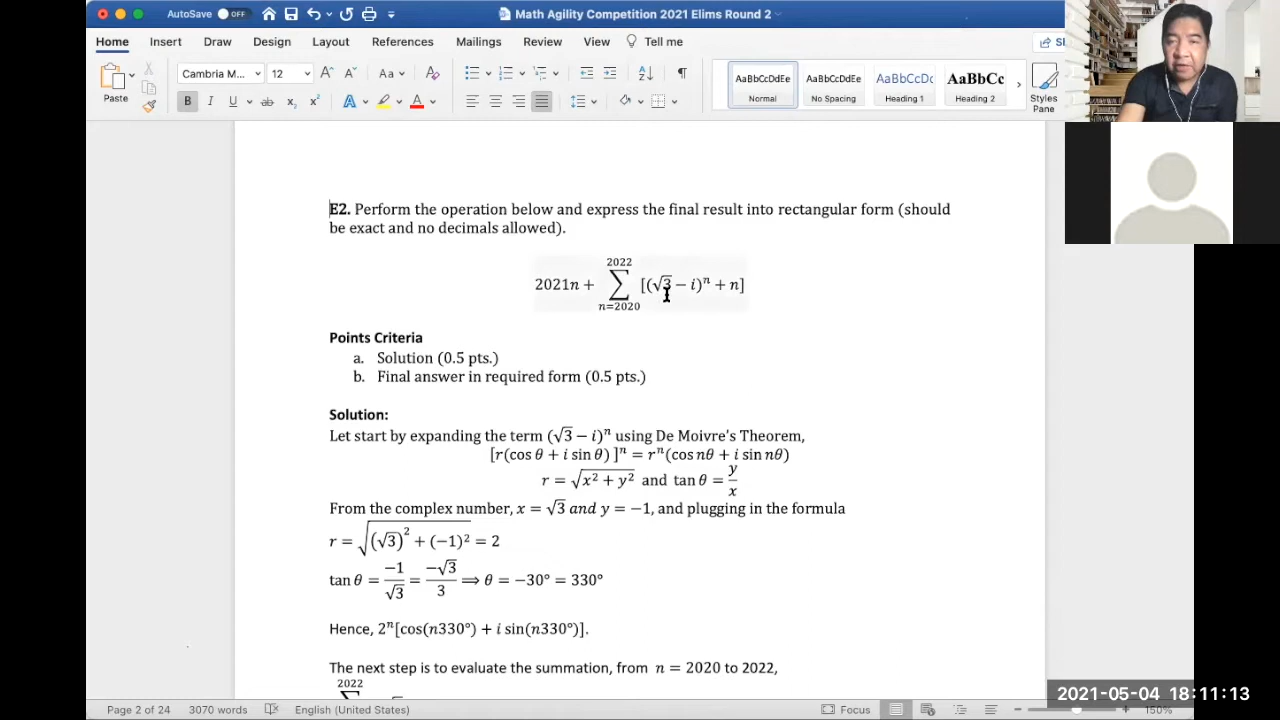 AutoSave OFF
Math Agility Competition 2021 Elims Round 2
Home Insert Draw Design Layout References Mailings Review View Tell me
Paste
Cambria M... 12
B I U ab x₂ x² A A
AaBbCcDdEe AaBbCcDdEe AaBbCcDc AaBbCc
Normal No Spacing Heading 1 Heading 2
Styles
Pane
E2. Perform the operation below and express the final result into rectangular form (should
be exact and no decimals allowed).
2021n + ∑_{n=2020}^{2022} [(√3 − i)ⁿ + n]
Points Criteria
a. Solution (0.5 pts.)
b. Final answer in required form (0.5 pts.)
Solution:
Let start by expanding the term (√3 − i)ⁿ using De Moivre's Theorem,
[r(cos θ + i sin θ) ]ⁿ = rⁿ(cos nθ + i sin nθ)
r = √(x² + y²) and tan θ = y/x
From the complex number, x = √3 and y = −1, and plugging in the formula
r = √((√3)² + (−1)²) = 2
tan θ = −1/√3 = −√3/3 ⟹ θ = −30° = 330°
Hence, 2ⁿ[cos(n330°) + i sin(n330°)].
The next step is to evaluate the summation, from n = 2020 to 2022,
2022
Page 2 of 24 3070 words English (United States) Focus 150%
2021-05-04 18:11:13